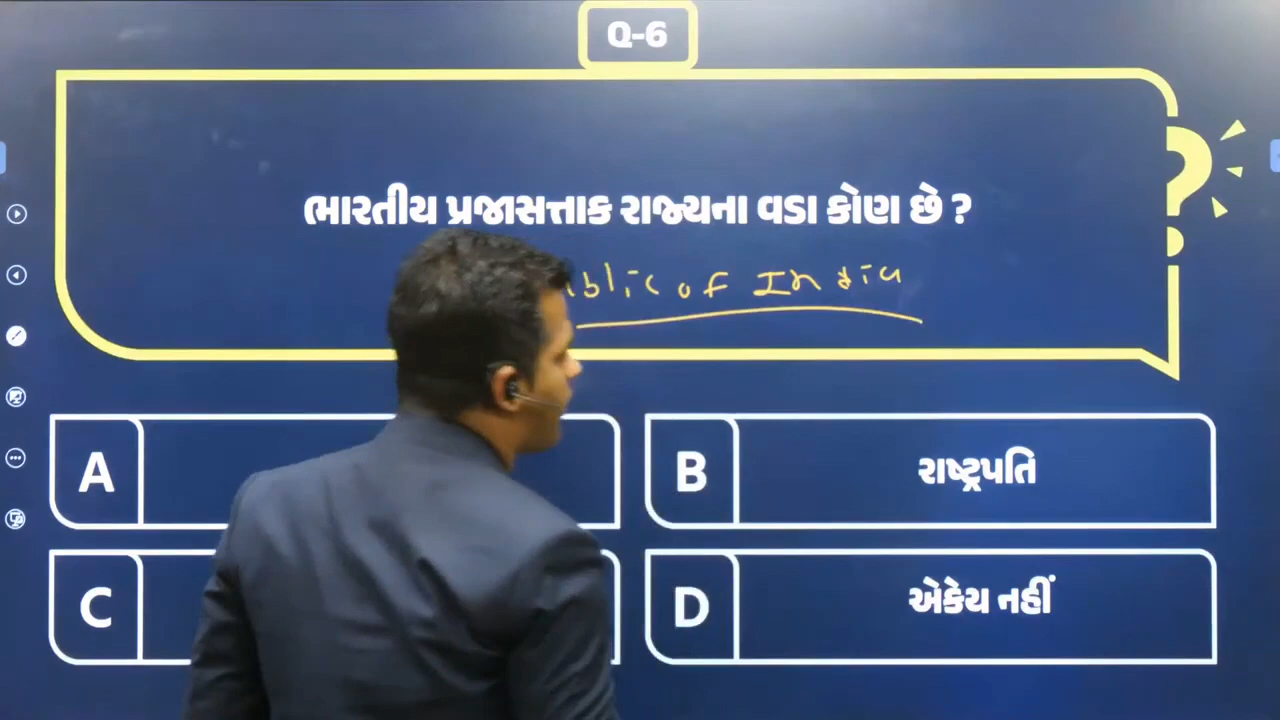 Q-6
ભારતીય પ્રજાસત્તાક રાજ્યના વડા કોણ છે ?
of India
A
B
રાષ્ટ્રપતિ
C
D
એકેય નહીં